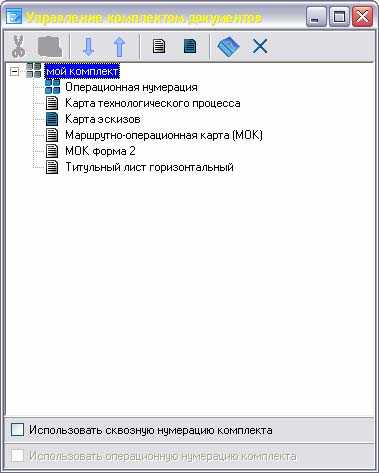 Управление комплектом документов
мой комплект
Операционная нумерация
Карта технологического процесса
Карта эскизов
Маршрутно-операционная карта (МОК)
МОК форма 2
Титульный лист горизонтальный
Использовать сквозную нумерацию комплекта
Использовать операционную нумерацию комплекта